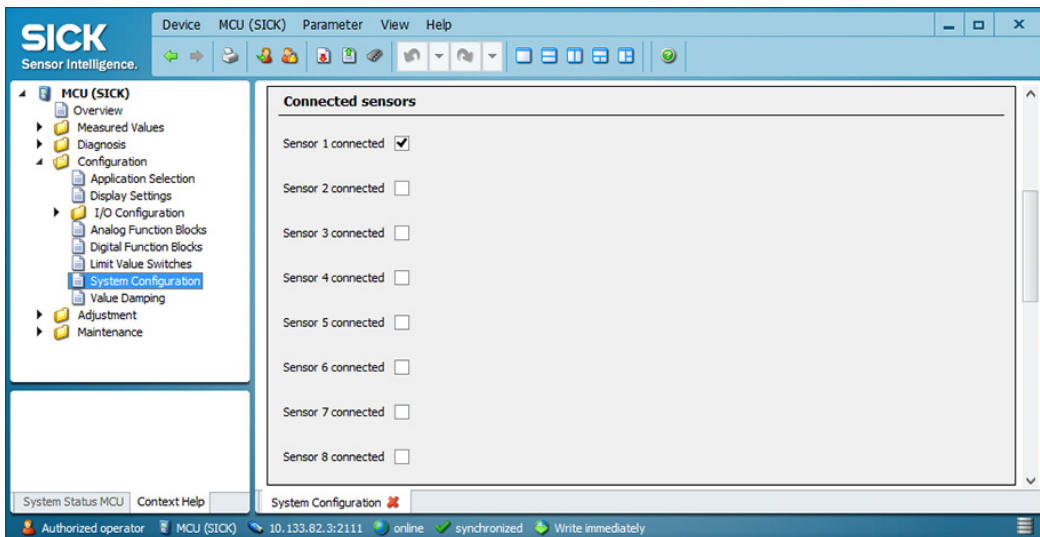 SICK
Sensor Intelligence.
Device MCU (SICK) Parameter View Help
MCU (SICK)
Overview
Measured Values
Diagnosis
Configuration
Application Selection
Display Settings
I/O Configuration
Analog Function Blocks
Digital Function Blocks
Limit Value Switches
System Configuration
Value Damping
Adjustment
Maintenance
Connected sensors
Sensor 1 connected
Sensor 2 connected
Sensor 3 connected
Sensor 4 connected
Sensor 5 connected
Sensor 6 connected
Sensor 7 connected
Sensor 8 connected
System Status MCU Context Help
System Configuration
Authorized operator MCU (SICK) 10.133.82.3:2111 online synchronized Write immediately